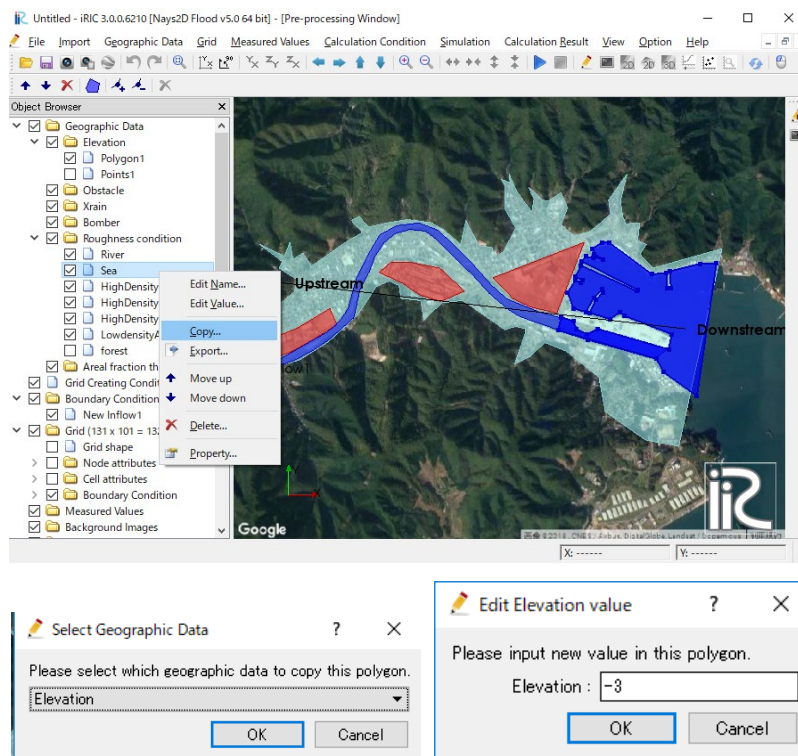 Untitled - iRIC 3.0.0.6210 [Nays2D Flood v5.0 64 bit] - [Pre-processing Window]
File Import Geographic Data Grid Measured Values Calculation Condition Simulation Calculation Result View Option Help
Object Browser
Geographic Data
Elevation
Polygon1
Points1
Obstacle
Xrain
Bomber
Roughness condition
River
Sea
HighDensity
HighDensity
HighDensity
LowdensityA
forest
Areal fraction th
Grid Creating Condit
Boundary Condition
New Inflow1
Grid (131 x 101 = 132
Grid shape
Node attributes
Cell attributes
Boundary Condition
Measured Values
Background Images
Edit Name...
Edit Value...
Copy...
Export...
Move up
Move down
Delete...
Property...
Upstream
Downstream
Google
iRiC
X: ------
Y: ------
Select Geographic Data ?
Please select which geographic data to copy this polygon.
Elevation
OK Cancel
Edit Elevation value ?
Please input new value in this polygon.
Elevation : -3
OK Cancel